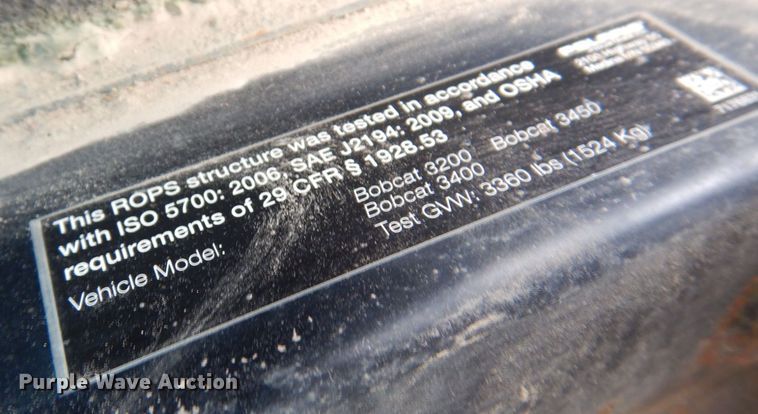 This ROPS structure was tested in accordance
with ISO 5700: 2006, SAE J2194: 2009, and OSHA
requirements of 29 CFR § 1928.53
Vehicle Model:
Bobcat 3200 Bobcat 3450
Bobcat 3400
Test GVW: 3360 lbs (1524 Kg)
Purple Wave Auction